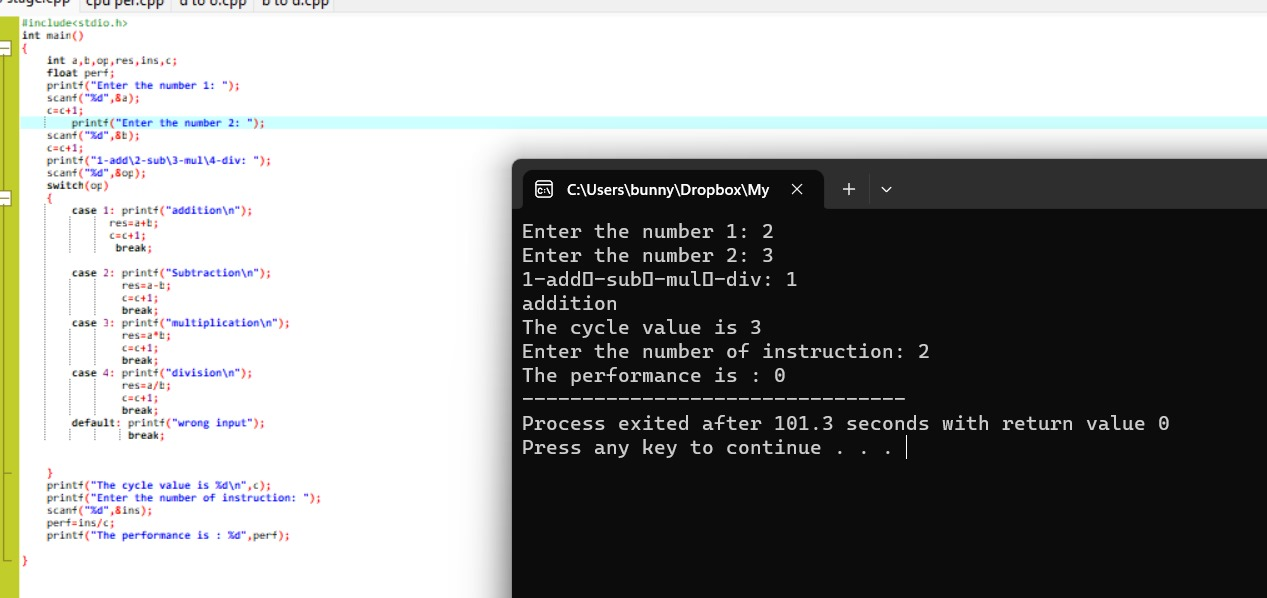 stage.cpp cpu per.cpp d to o.cpp b to d.cpp
#include<stdio.h>
int main()
{
int a,b,op,res,ins,c;
float perf;
printf("Enter the number 1: ");
scanf("%d",&a);
c=c+1;
printf("Enter the number 2: ");
scanf("%d",&b);
c=c+1;
printf("1-add\2-sub\3-mul\4-div: ");
scanf("%d",&op);
switch(op)
{
case 1: printf("addition\n");
res=a+b;
c=c+1;
break;
case 2: printf("Subtraction\n");
res=a-b;
c=c+1;
break;
case 3: printf("multiplication\n");
res=a*b;
c=c+1;
break;
case 4: printf("division\n");
res=a/b;
c=c+1;
break;
default: printf("wrong input");
break;
}
printf("The cycle value is %d\n",c);
printf("Enter the number of instruction: ");
scanf("%d",&ins);
perf=ins/c;
printf("The performance is : %d",perf);
}
C:\Users\bunny\Dropbox\My
Enter the number 1: 2
Enter the number 2: 3
1-add▯-sub▯-mul▯-div: 1
addition
The cycle value is 3
Enter the number of instruction: 2
The performance is : 0
--------------------------------
Process exited after 101.3 seconds with return value 0
Press any key to continue . . .